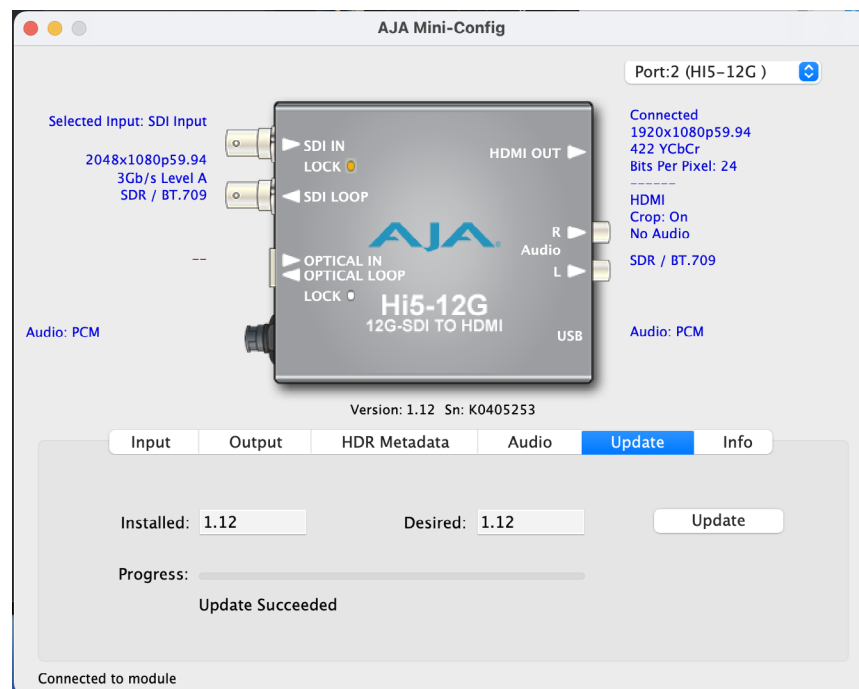 AJA Mini-Config
Port:2 (HI5-12G )
Selected Input: SDI Input
2048x1080p59.94
3Gb/s Level A
SDR / BT.709
--
Audio: PCM
SDI IN
LOCK
SDI LOOP
HDMI OUT
AJA
R
Audio
L
OPTICAL IN
OPTICAL LOOP
LOCK
Hi5-12G
12G-SDI TO HDMI
USB
Connected
1920x1080p59.94
422 YCbCr
Bits Per Pixel: 24
------
HDMI
Crop: On
No Audio
SDR / BT.709
Audio: PCM
Version: 1.12 Sn: K0405253
Input Output HDR Metadata Audio Update Info
Installed: 1.12 Desired: 1.12 Update
Progress:
Update Succeeded
Connected to module